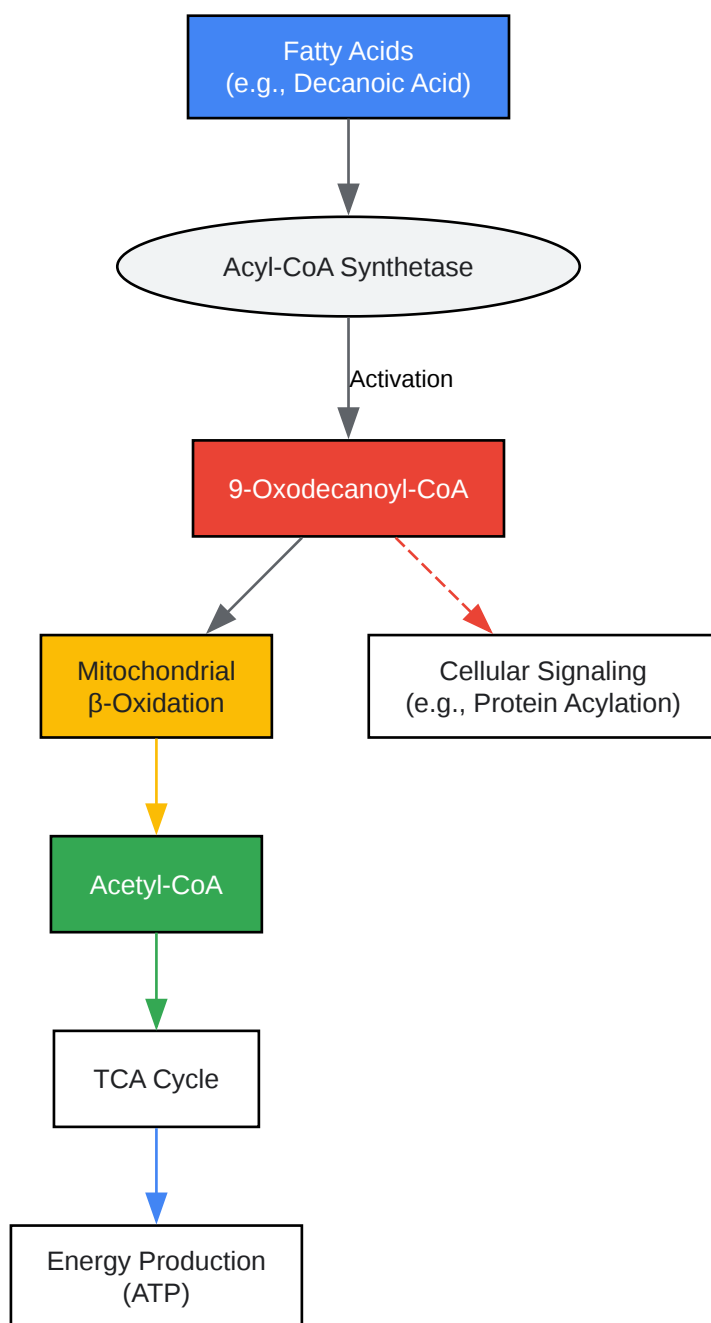 Fatty Acids
(e.g., Decanoic Acid)
Acyl-CoA Synthetase
Activation
9-Oxodecanoyl-CoA
Mitochondrial
β-Oxidation
Cellular Signaling
(e.g., Protein Acylation)
Acetyl-CoA
TCA Cycle
Energy Production
(ATP)